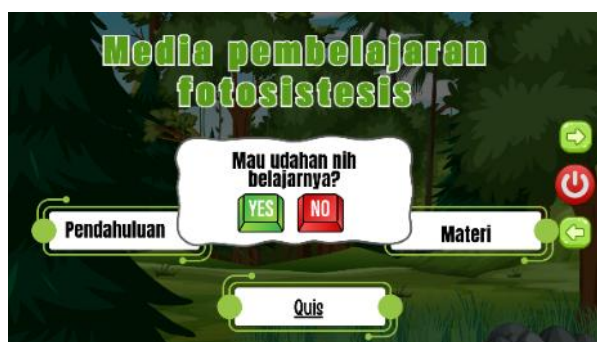 Media pembelajaran
fotosistesis
Mau udahan nih
belajarnya?
YES NO
Pendahuluan
Materi
Quis